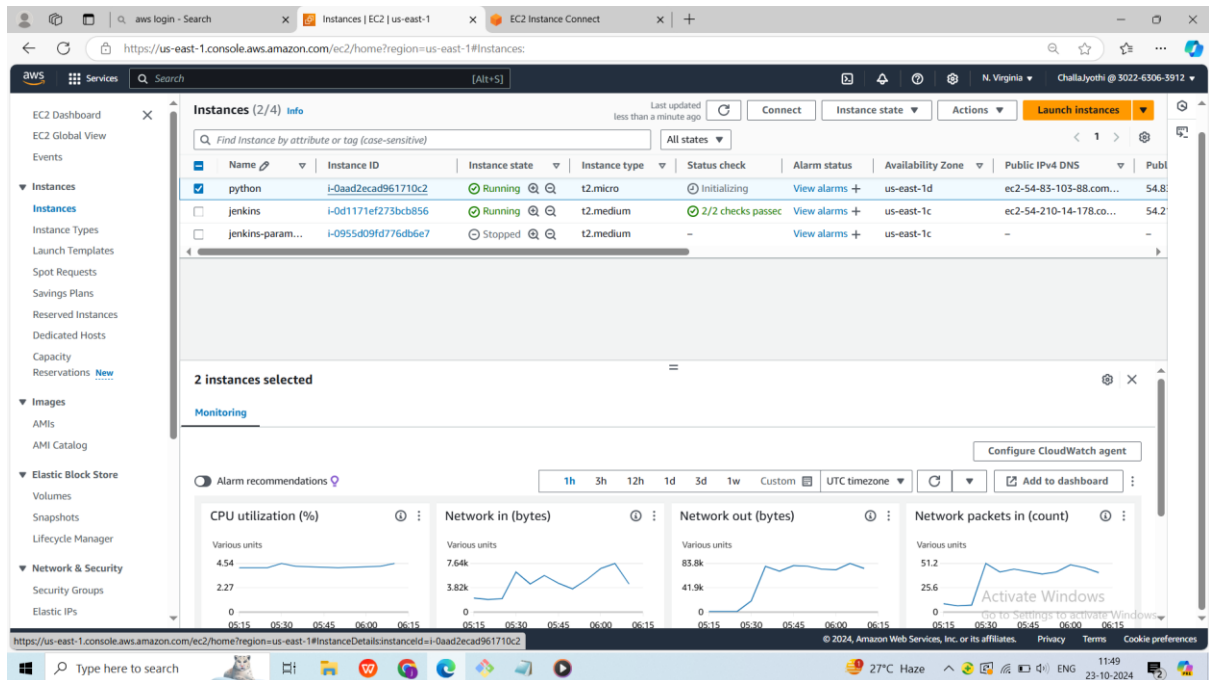 aws login - Search
Instances | EC2 | us-east-1
EC2 Instance Connect
https://us-east-1.console.aws.amazon.com/ec2/home?region=us-east-1#Instances:
aws Services Search [Alt+S] N. Virginia ChallaJyothi @ 3022-6306-3912
EC2 Dashboard
EC2 Global View
Events
Instances
Instances
Instance Types
Launch Templates
Spot Requests
Savings Plans
Reserved Instances
Dedicated Hosts
Capacity
Reservations New
Images
AMIs
AMI Catalog
Elastic Block Store
Volumes
Snapshots
Lifecycle Manager
Network & Security
Security Groups
Elastic IPs
Instances (2/4) Info
Last updated
less than a minute ago
Connect Instance state Actions Launch instances
Find Instance by attribute or tag (case-sensitive) All states 1
Name Instance ID Instance state Instance type Status check Alarm status Availability Zone Public IPv4 DNS Publ
python i-0aad2ecad961710c2 Running t2.micro Initializing View alarms + us-east-1d ec2-54-83-103-88.com... 54.8
jenkins i-0d1171ef273bcb856 Running t2.medium 2/2 checks passec View alarms + us-east-1c ec2-54-210-14-178.co... 54.2
jenkins-param... i-0955d09fd776db6e7 Stopped t2.medium – View alarms + us-east-1c – –
2 instances selected
Monitoring
Configure CloudWatch agent
Alarm recommendations 1h 3h 12h 1d 3d 1w Custom UTC timezone Add to dashboard
CPU utilization (%)
Various units
4.54
2.27
0
05:15 05:30 05:45 06:00 06:15
Network in (bytes)
Various units
7.64k
3.82k
0
05:15 05:30 05:45 06:00 06:15
Network out (bytes)
Various units
83.8k
41.9k
0
05:15 05:30 05:45 06:00 06:15
Network packets in (count)
Various units
51.2
25.6
0
05:15 05:30 05:45 06:00 06:15
Activate Windows
Go to Settings to activate Windows.
https://us-east-1.console.aws.amazon.com/ec2/home?region=us-east-1#InstanceDetails:instanceId=i-0aad2ecad961710c2
© 2024, Amazon Web Services, Inc. or its affiliates. Privacy Terms Cookie preferences
Type here to search
27°C Haze ENG 11:49
23-10-2024